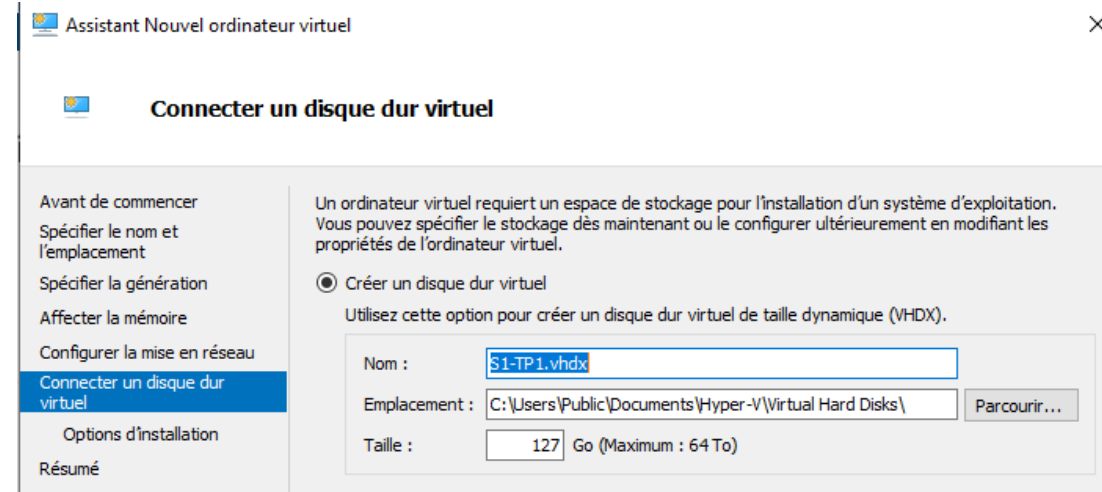 Assistant Nouvel ordinateur virtuel
Connecter un disque dur virtuel
Avant de commencer
Spécifier le nom et
l'emplacement
Spécifier la génération
Affecter la mémoire
Configurer la mise en réseau
Connecter un disque dur
virtuel
Options d'installation
Résumé
Un ordinateur virtuel requiert un espace de stockage pour l'installation d'un système d'exploitation.
Vous pouvez spécifier le stockage dès maintenant ou le configurer ultérieurement en modifiant les
propriétés de l'ordinateur virtuel.
Créer un disque dur virtuel
Utilisez cette option pour créer un disque dur virtuel de taille dynamique (VHDX).
Nom : S1-TP1.vhdx
Emplacement : C:\Users\Public\Documents\Hyper-V\Virtual Hard Disks\ Parcourir...
Taille : 127 Go (Maximum : 64 To)